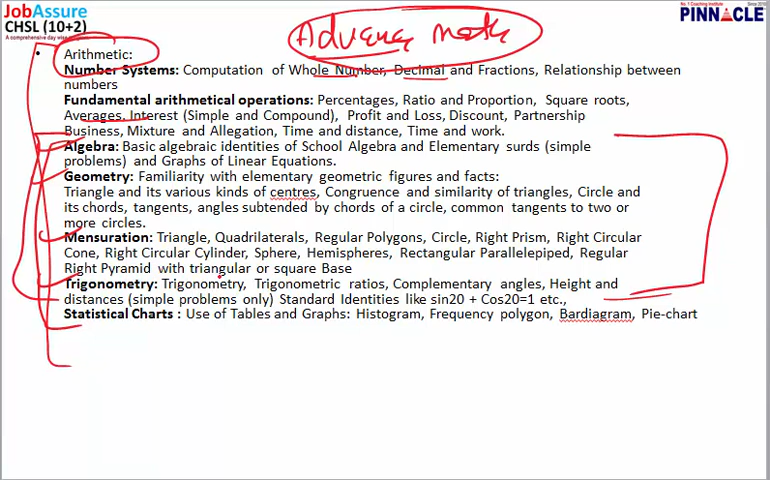 JobAssure
CHSL (10+2)
A comprehensive day wise
No. 1 Coaching Institute
Since 2010
PINNACLE
Advance math
• Arithmetic:
Number Systems: Computation of Whole Number, Decimal and Fractions, Relationship between
numbers
Fundamental arithmetical operations: Percentages, Ratio and Proportion, Square roots,
Averages, Interest (Simple and Compound), Profit and Loss, Discount, Partnership
Business, Mixture and Allegation, Time and distance, Time and work.
Algebra: Basic algebraic identities of School Algebra and Elementary surds (simple
problems) and Graphs of Linear Equations.
Geometry: Familiarity with elementary geometric figures and facts:
Triangle and its various kinds of centres, Congruence and similarity of triangles, Circle and
its chords, tangents, angles subtended by chords of a circle, common tangents to two or
more circles.
Mensuration: Triangle, Quadrilaterals, Regular Polygons, Circle, Right Prism, Right Circular
Cone, Right Circular Cylinder, Sphere, Hemispheres, Rectangular Parallelepiped, Regular
Right Pyramid with triangular or square Base
Trigonometry: Trigonometry, Trigonometric ratios, Complementary angles, Height and
distances (simple problems only) Standard Identities like sin20 + Cos20=1 etc.,
Statistical Charts : Use of Tables and Graphs: Histogram, Frequency polygon, Bardiagram, Pie-chart